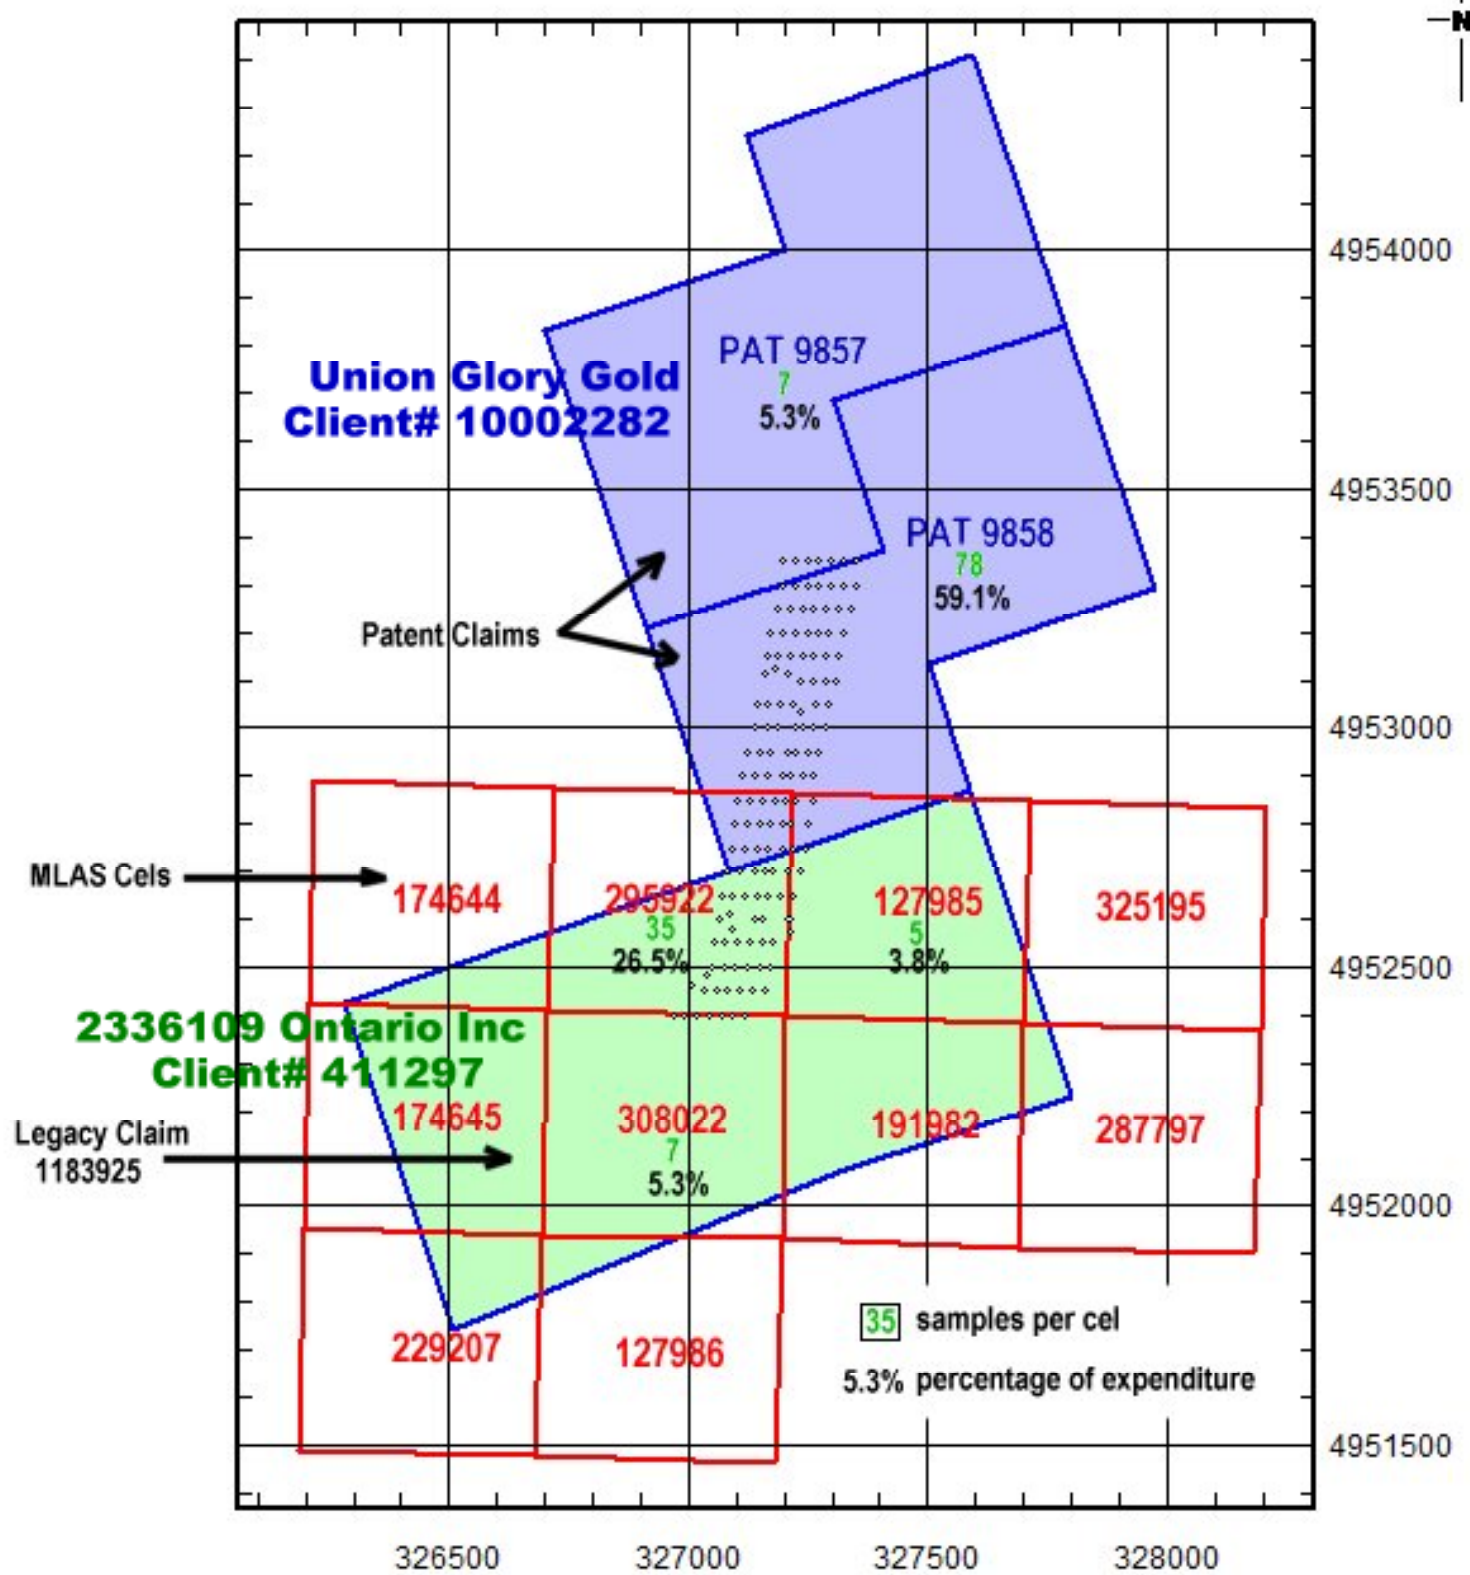 N
4954000
PAT 9857
7
5.3%
Union Glory Gold
Client# 10002282
4953500
PAT 9858
78
59.1%
Patent Claims
4953000
MLAS Cels
174644
295922
35
26.5%
127985
5
3.8%
325195
4952500
2336109 Ontario Inc
Client# 411297
174645
308022
7
5.3%
191982
287797
Legacy Claim
1183925
4952000
35 samples per cel
229207
127986
5.3% percentage of expenditure
4951500
326500 327000 327500 328000